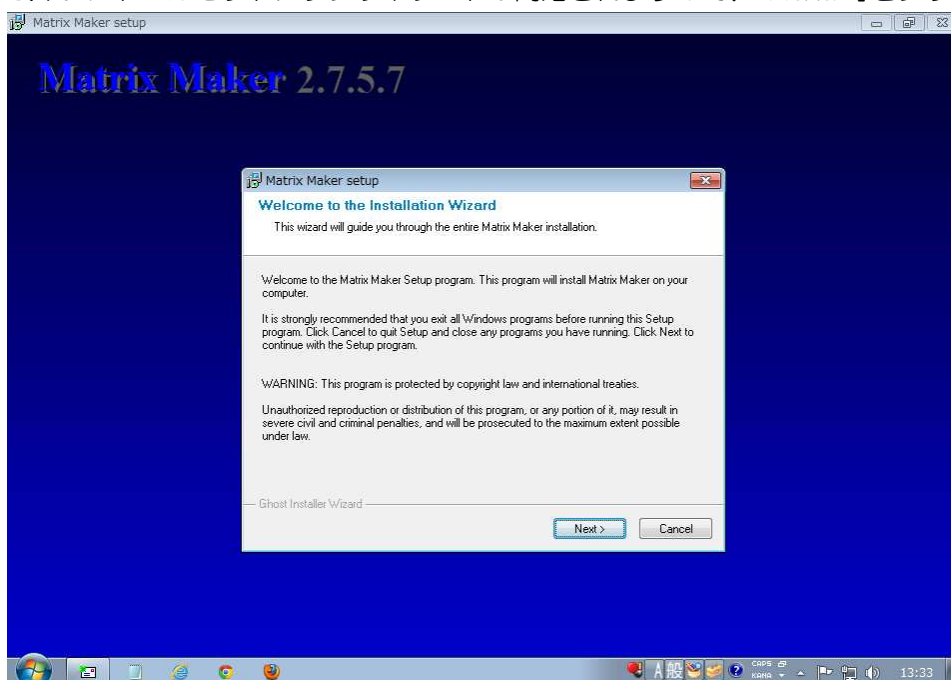 Matrix Maker setup
Matrix Maker 2.7.5.7
Matrix Maker setup
Welcome to the Installation Wizard
This wizard will guide you through the entire Matrix Maker installation.
Welcome to the Matrix Maker Setup program. This program will install Matrix Maker on your
computer.
It is strongly recommended that you exit all Windows programs before running this Setup
program. Click Cancel to quit Setup and close any programs you have running. Click Next to
continue with the Setup program.
WARNING: This program is protected by copyright law and international treaties.
Unauthorized reproduction or distribution of this program, or any portion of it, may result in
severe civil and criminal penalties, and will be prosecuted to the maximum extent possible
under law.
Ghost Installer Wizard
Next >
Cancel
A 般
CAPS
KANA
13:33